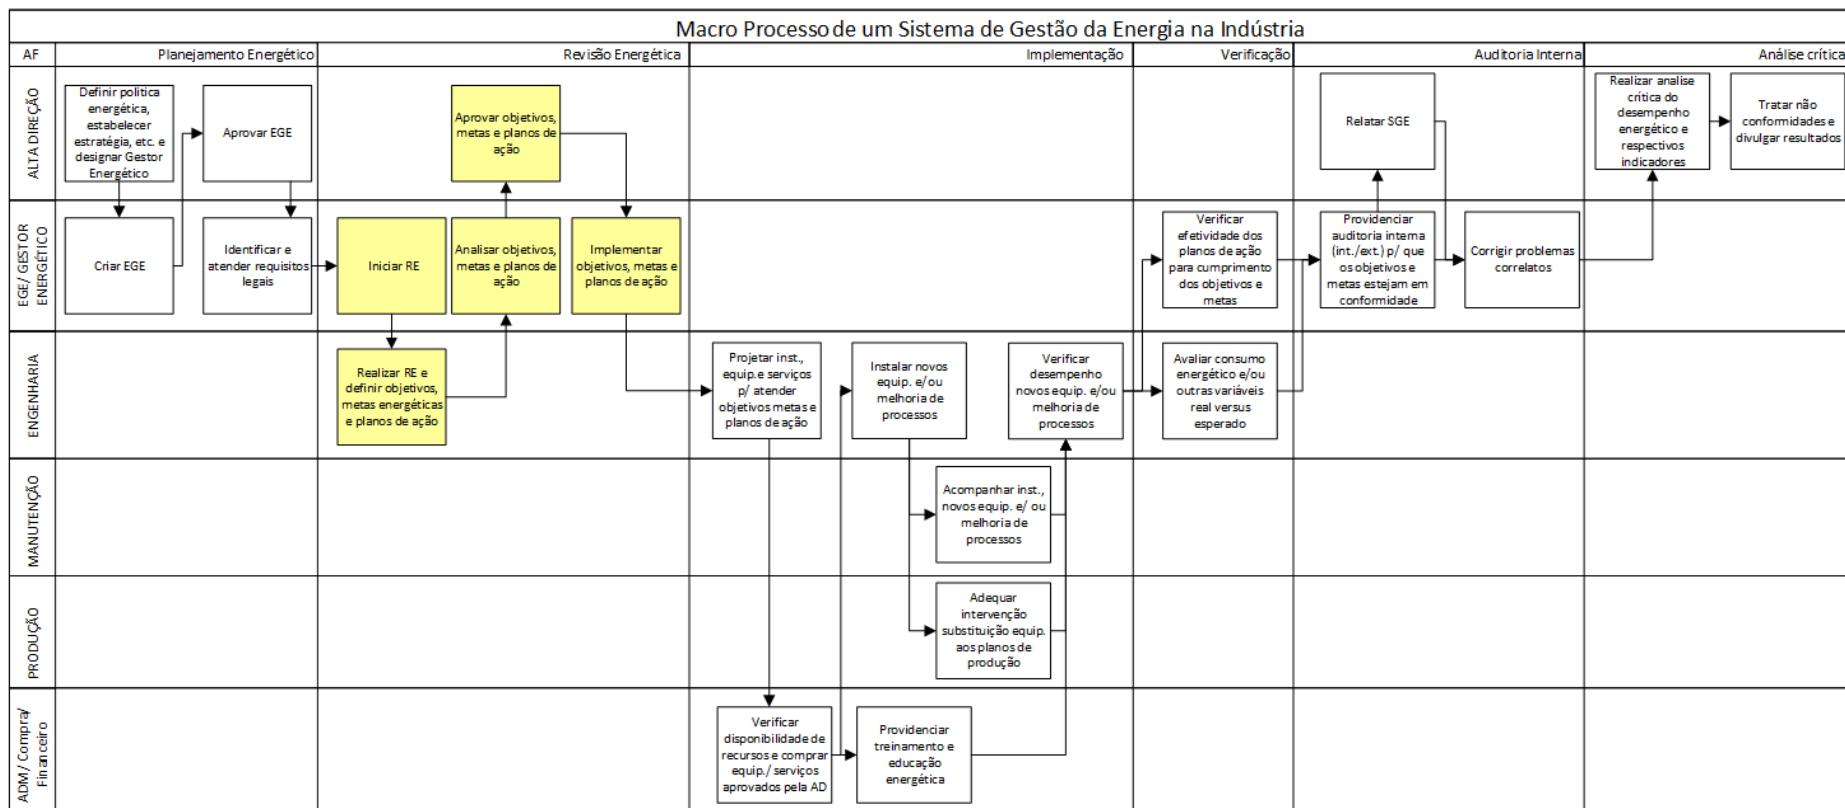 Macro Processo de um Sistema de Gestão da Energia na Indústria
AF
Planejamento Energético
Revisão Energética
Implementação
Verificação
Auditoria Interna
Análise crítica
ALTA DIREÇÃO
Definir política
energética,
estabelecer
estratégia, etc. e
designar Gestor
Energético
Aprovar EGE
Aprovar objetivos,
metas e planos de
ação
Relatar SGE
Realizar analise
crítica do
desempenho
energético e
respectivos
indicadores
Tratar não
conformidades e
divulgar resultados
EGE/ GESTOR
ENERGÉTICO
Criar EGE
Identificar e
atender requisitos
legais
Iniciar RE
Analisar objetivos,
metas e planos de
ação
Implementar
objetivos, metas e
planos de ação
Verificar
efetividade dos
planos de ação
para cumprimento
dos objetivos e
metas
Providenciar
auditoria interna
(int./ext.) p/ que
os objetivos e
metas estejam em
conformidade
Corrigir problemas
correlatos
ENGENHARIA
Realizar RE e
definir objetivos,
metas energéticas
e planos de ação
Projetar inst.,
equip.e serviços
p/ atender
objetivos metas e
planos de ação
Instalar novos
equip. e/ou
melhoria de
processos
Verificar
desempenho
novos equip. e/ou
melhoria de
processos
Avaliar consumo
energético e/ou
outras variáveis
real versus
esperado
MANUTENÇÃO
Acompanhar inst.,
novos equip. e/ ou
melhoria de
processos
PRODUÇÃO
Adequar
intervenção
substituição equip.
aos planos de
produção
ADM/ Compra/
Financeiro
Verificar
disponibilidade de
recursos e comprar
equip./ serviços
aprovados pela AD
Providenciar
treinamento e
educação
energética